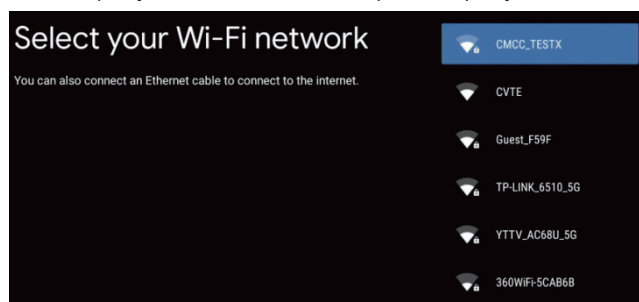 Select your Wi-Fi network
You can also connect an Ethernet cable to connect to the internet.
CMCC_TESTX
CVTE
Guest_F59F
TP-LINK_6510_5G
YTTV_AC68U_5G
360WiFi-5CAB6B